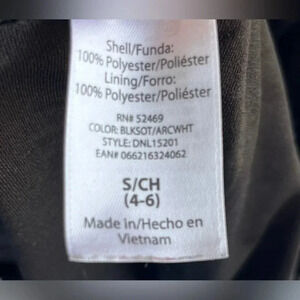 Shell/Funda:
100% Polyester/Poliéster
Lining/Forro:
100% Polyester/Poliéster
RN# 52469
COLOR: BLKSOT/ARCWHT
STYLE: DNL15201
EAN# 066216324062
S/CH
(4-6)
Made in/Hecho en
Vietnam